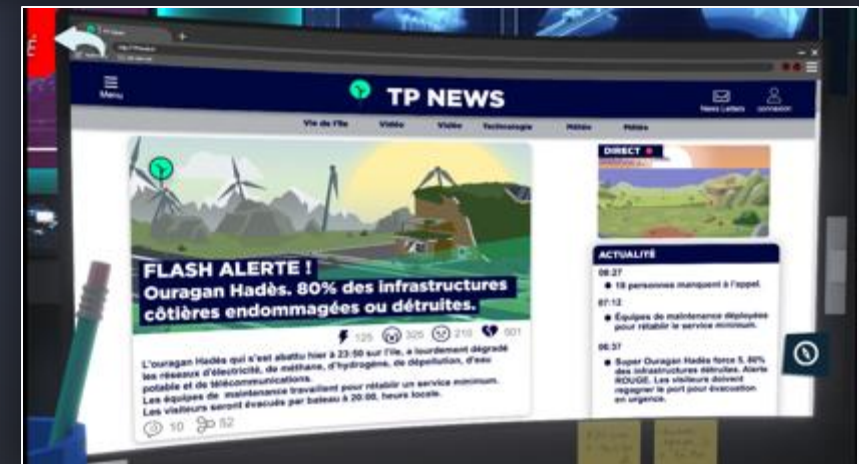 TP NEWS
Menu
News Letters
connexion
Vie de l'île Vidéo Vidéo Technologie Météo Météo
FLASH ALERTE !
Ouragan Hadès. 80% des infrastructures
côtières endommagées ou détruites.
125 325 210 501
L'ouragan Hadès qui s'est abattu hier à 23:50 sur l'île, a lourdement dégradé
les réseaux d'électricité, de méthane, d'hydrogène, de dépollution, d'eau
potable et de télécommunications.
Les équipes de maintenance travaillent pour rétablir un service minimum.
Les visiteurs seront évacués par bateau à 20:00, heure locale.
10 52
DIRECT
ACTUALITÉ
08:27
18 personnes manquent à l'appel.
07:12
Équipes de maintenance déployées
pour rétablir le service minimum.
06:37
Super Ouragan Hadès force 5, 80%
des infrastructures détruites. Alerte
ROUGE. Les visiteurs doivent
regagner le port pour évacuation
en urgence.